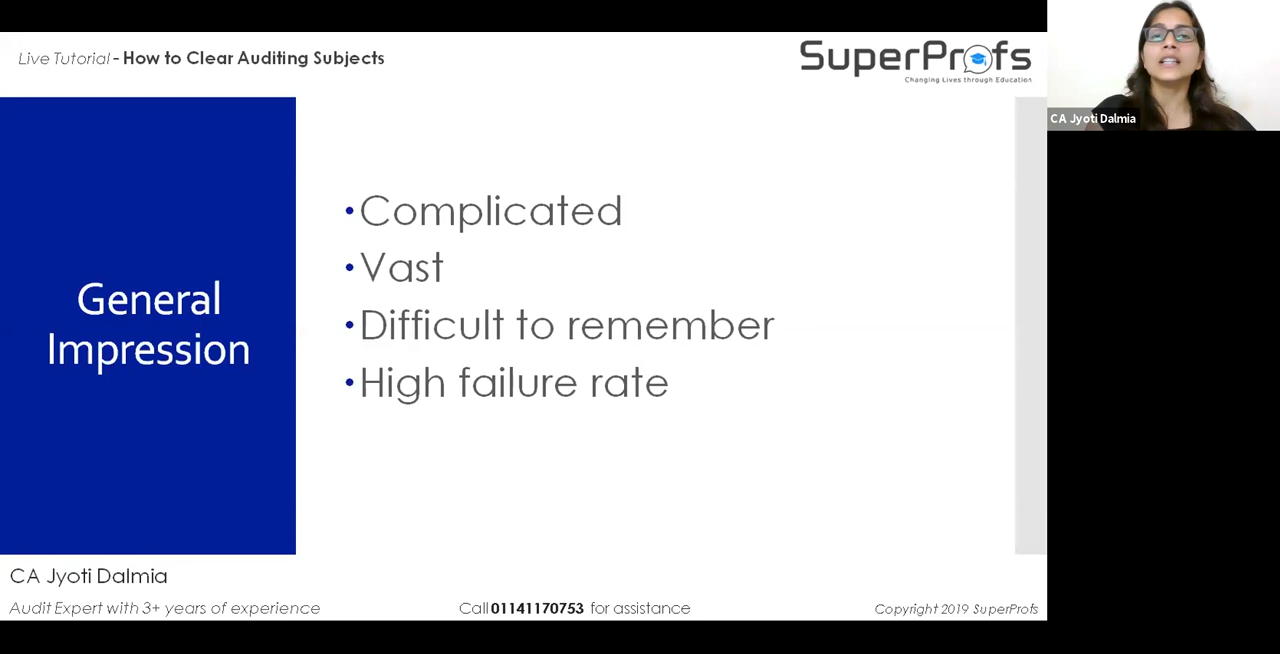 Live Tutorial - How to Clear Auditing Subjects
SuperProfs
Changing Lives through Education
CA Jyoti Dalmia
General
Impression
•Complicated
•Vast
•Difficult to remember
•High failure rate
CA Jyoti Dalmia
Audit Expert with 3+ years of experience
Call 01141170753 for assistance
Copyright 2019 SuperProfs